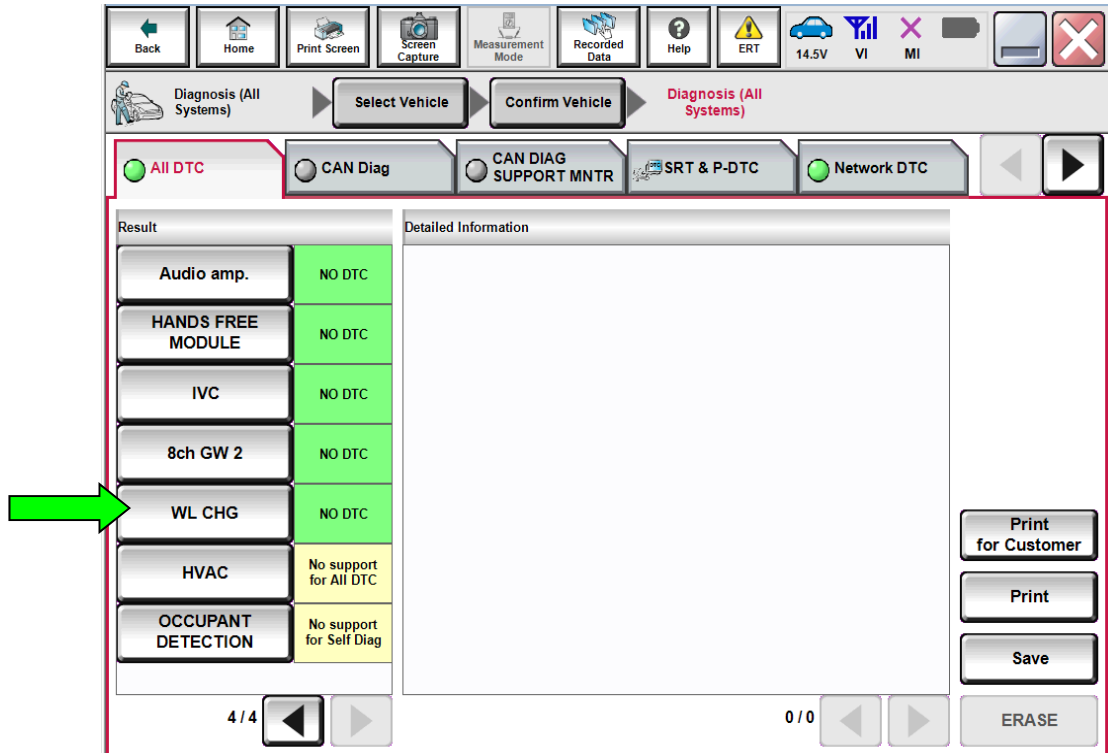 Back
Home
Print Screen
Screen
Capture
Measurement
Mode
Recorded
Data
Help
ERT
14.5V
VI
MI
Diagnosis (All
Systems)
Select Vehicle
Confirm Vehicle
Diagnosis (All
Systems)
All DTC
CAN Diag
CAN DIAG
SUPPORT MNTR
SRT & P-DTC
Network DTC
Result
Detailed Information
Audio amp.
NO DTC
HANDS FREE
MODULE
NO DTC
IVC
NO DTC
8ch GW 2
NO DTC
WL CHG
NO DTC
HVAC
No support
for All DTC
OCCUPANT
DETECTION
No support
for Self Diag
Print
for Customer
Print
Save
4 / 4
0 / 0
ERASE